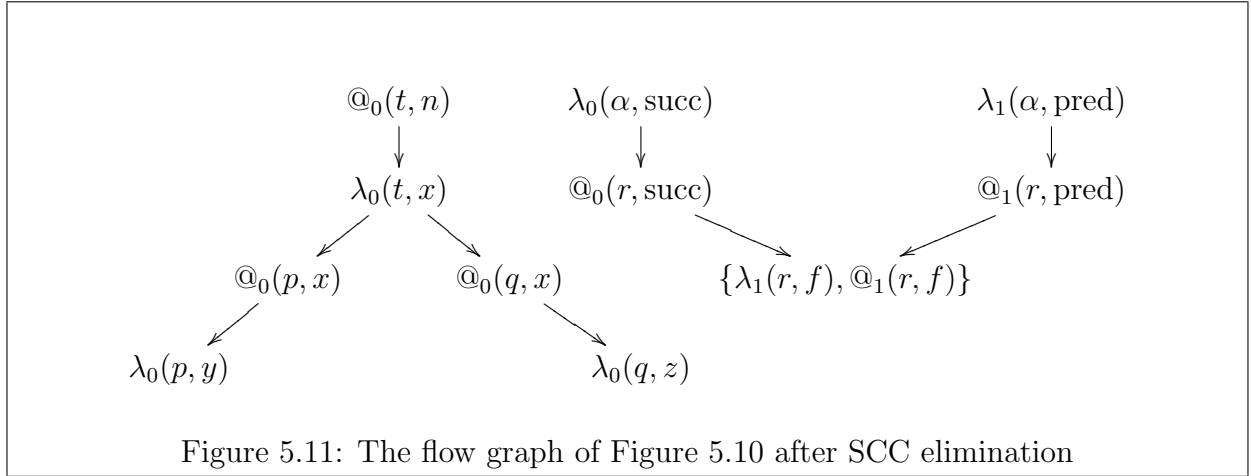 @₀(t, n) λ₀(α, succ) λ₁(α, pred)
λ₀(t, x) @₀(r, succ) @₁(r, pred)
@₀(p, x) @₀(q, x) {λ₁(r, f), @₁(r, f)}
λ₀(p, y) λ₀(q, z)
Figure 5.11: The flow graph of Figure 5.10 after SCC elimination